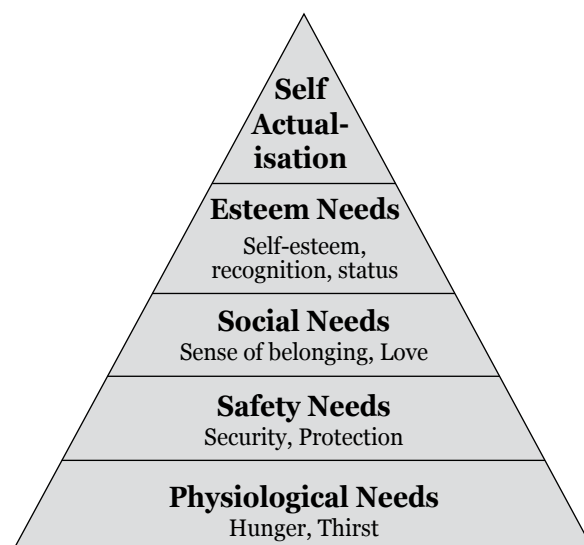 Self
Actual-
isation
Esteem Needs
Self-esteem,
recognition, status
Social Needs
Sense of belonging, Love
Safety Needs
Security, Protection
Physiological Needs
Hunger, Thirst